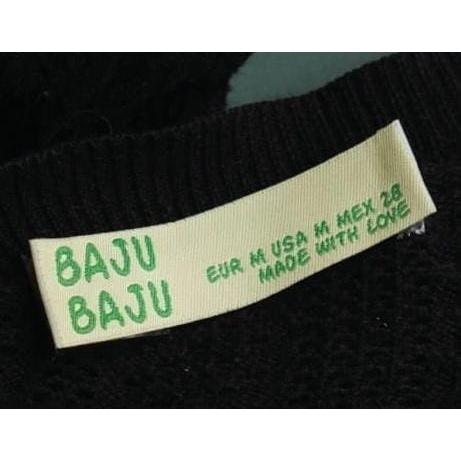 BAJU
BAJU
EUR M USA M MEX 28
MADE WITH LOVE